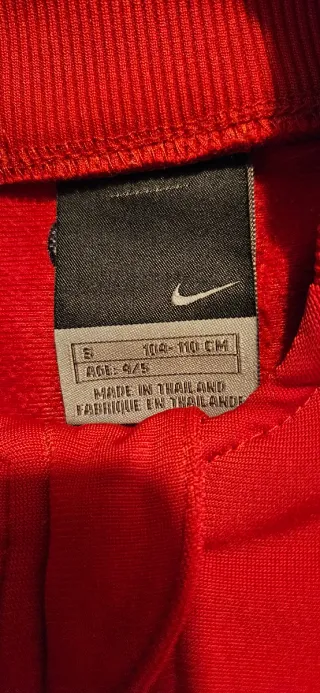 S 104-110 CM
AGE: 4/5
MADE IN THAILAND
FABRIQUE EN THAILANDE